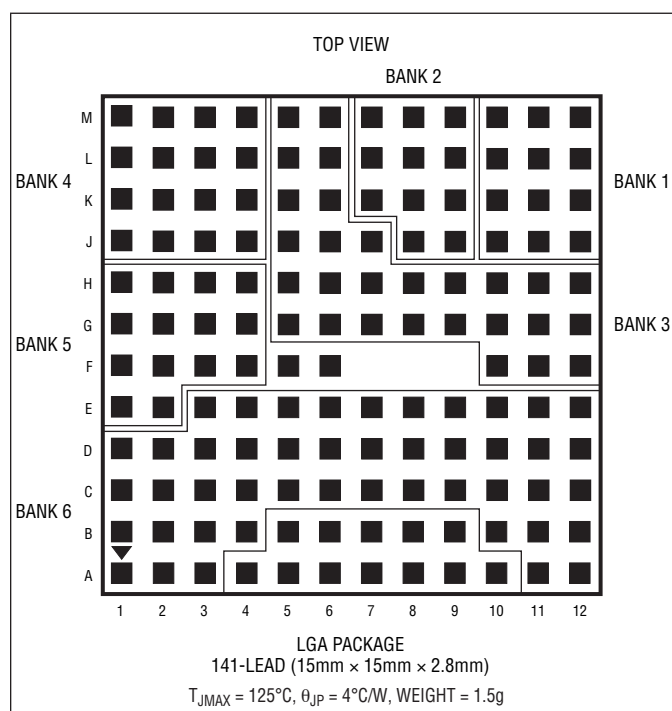 TOP VIEW
BANK 2
M
L
BANK 4
BANK 1
K
J
H
G
BANK 5
BANK 3
F
E
D
C
BANK 6
B
A
1 2 3 4 5 6 7 8 9 10 11 12
LGA PACKAGE
141-LEAD (15mm × 15mm × 2.8mm)
TJMAX = 125°C, θJP = 4°C/W, WEIGHT = 1.5g